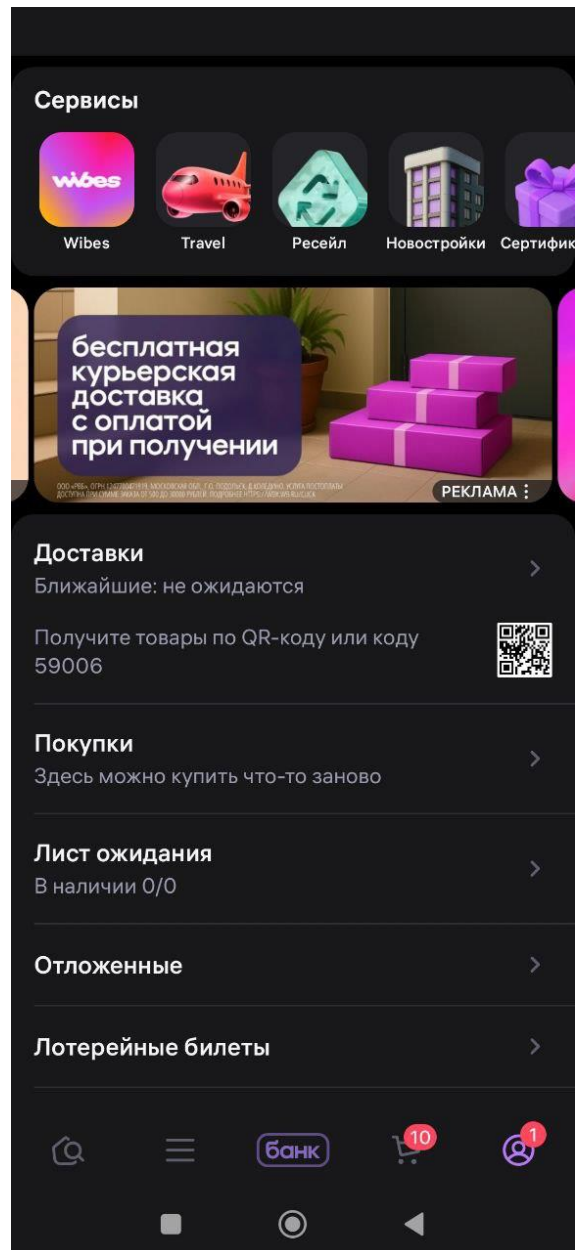 Сервисы
wibes
Wibes
Travel
Ресейл
Новостройки
Сертифик
бесплатная
курьерская
доставка
с оплатой
при получении
РЕКЛАМА
Доставки
Ближайшие: не ожидаются
Получите товары по QR-коду или коду
59006
Покупки
Здесь можно купить что-то заново
Лист ожидания
В наличии 0/0
Отложенные
Лотерейные билеты
банк
10
1